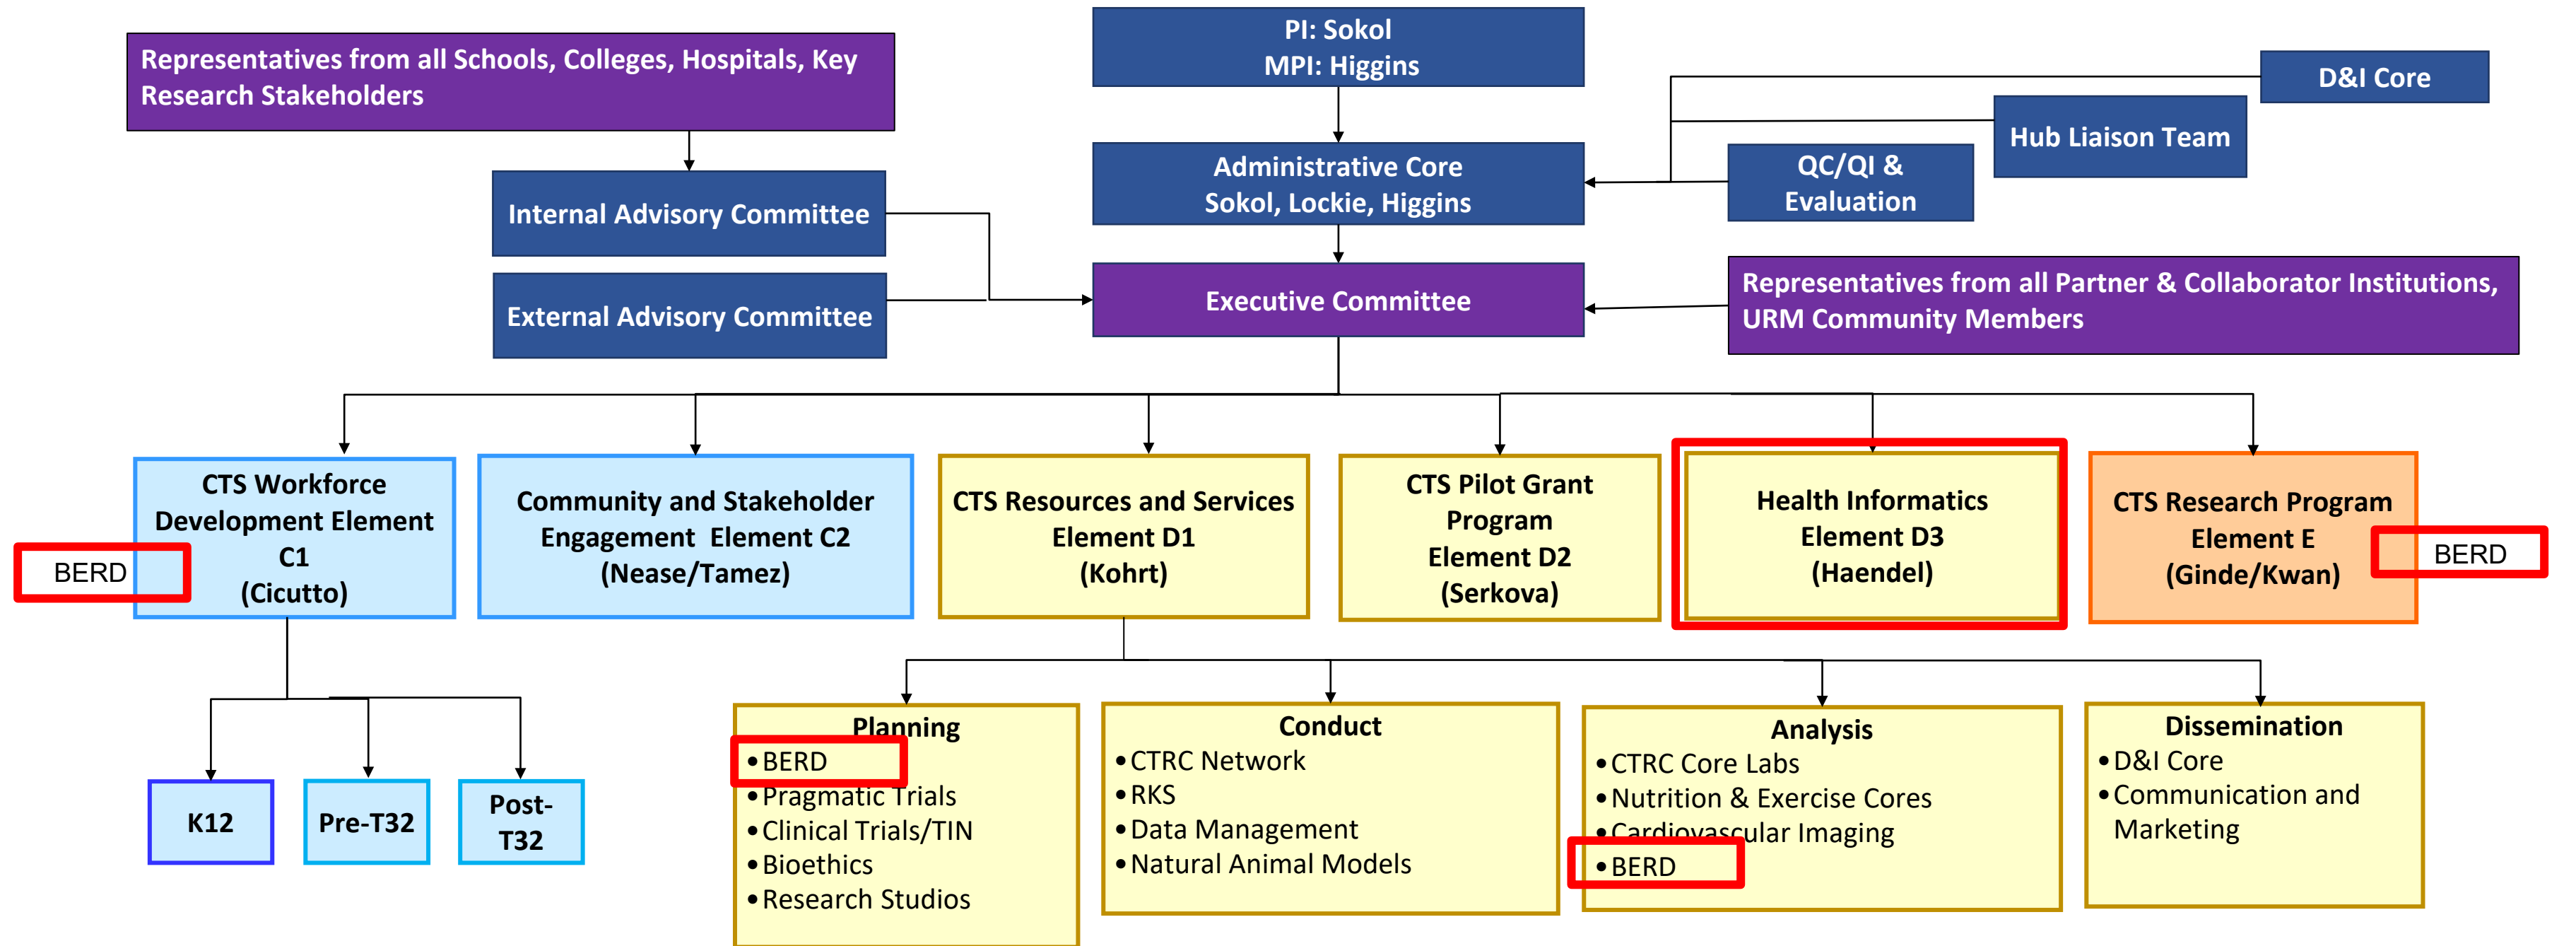 PI: Sokol
MPI: Higgins
Representatives from all Schools, Colleges, Hospitals, Key
Research Stakeholders
D&I Core
Hub Liaison Team
QC/QI &
Evaluation
Administrative Core
Sokol, Lockie, Higgins
Internal Advisory Committee
External Advisory Committee
Executive Committee
Representatives from all Partner & Collaborator Institutions,
URM Community Members
CTS Workforce
Development Element
C1
(Cicutto)
BERD
Community and Stakeholder
Engagement Element C2
(Nease/Tamez)
CTS Resources and Services
Element D1
(Kohrt)
CTS Pilot Grant
Program
Element D2
(Serkova)
Health Informatics
Element D3
(Haendel)
CTS Research Program
Element E
(Ginde/Kwan)
BERD
K12
Pre-T32
Post-
T32
Planning
•BERD
•Pragmatic Trials
•Clinical Trials/TIN
•Bioethics
•Research Studios
Conduct
•CTRC Network
•RKS
•Data Management
•Natural Animal Models
Analysis
•CTRC Core Labs
•Nutrition & Exercise Cores
•Cardiovascular Imaging
•BERD
Dissemination
•D&I Core
•Communication and
Marketing